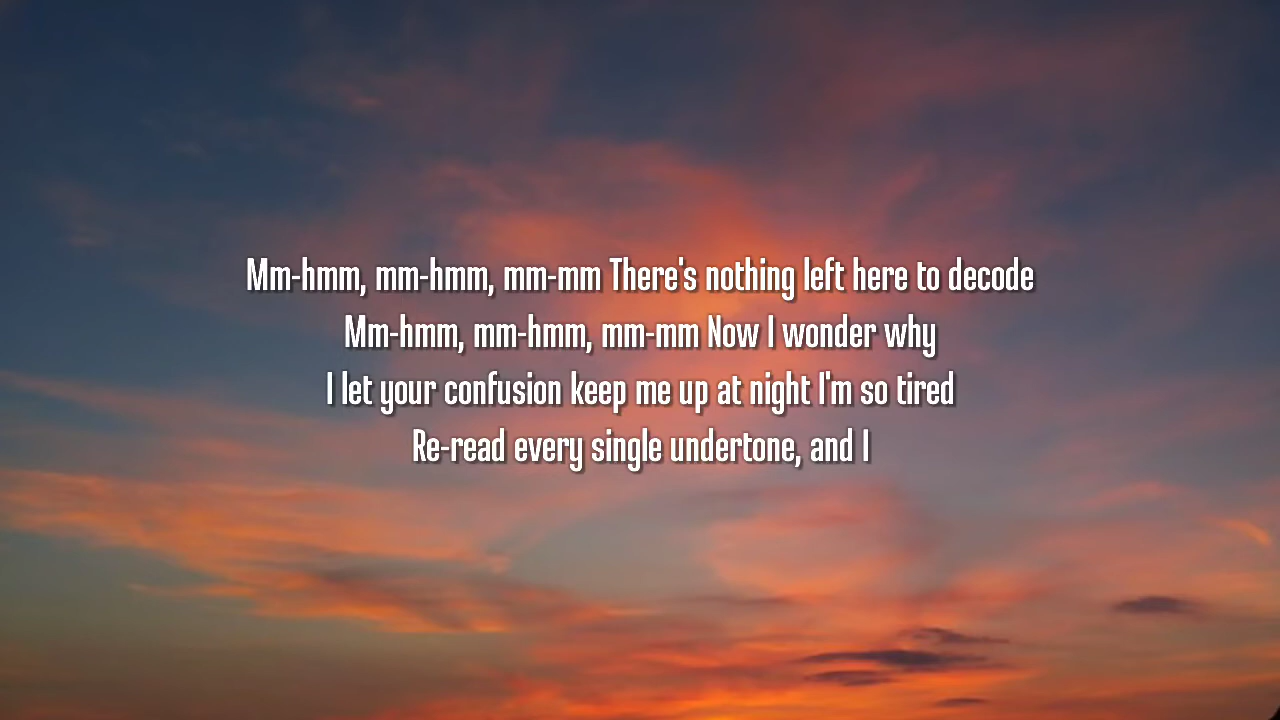 Mm-hmm, mm-hmm, mm-mm There's nothing left here to decode
Mm-hmm, mm-hmm, mm-mm Now I wonder why
I let your confusion keep me up at night I'm so tired
Re-read every single undertone, and I